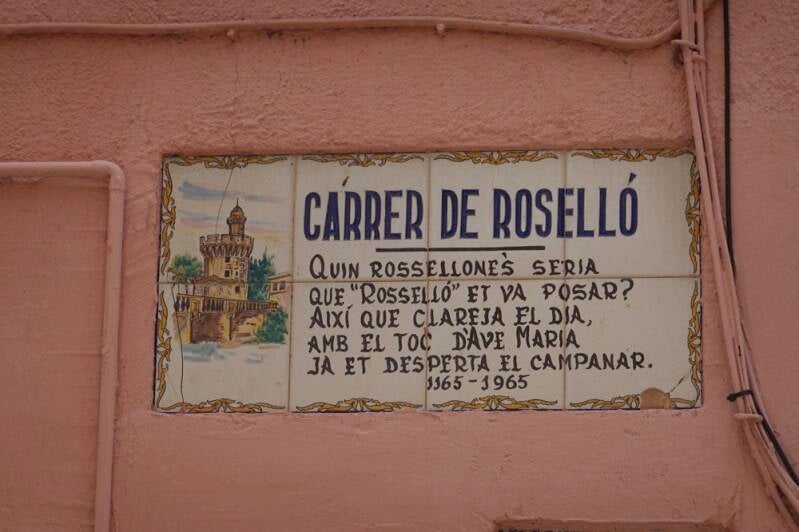 CARRER DE ROSELLÓ
QUIN ROSSELLONÈS SERIA
QUE "ROSSELLÓ" ET VA POSAR?
AIXÍ QUE CLAREJA EL DIA,
AMB EL TOC D'AVE MARIA
JA ET DESPERTA EL CAMPANAR.
1165-1965